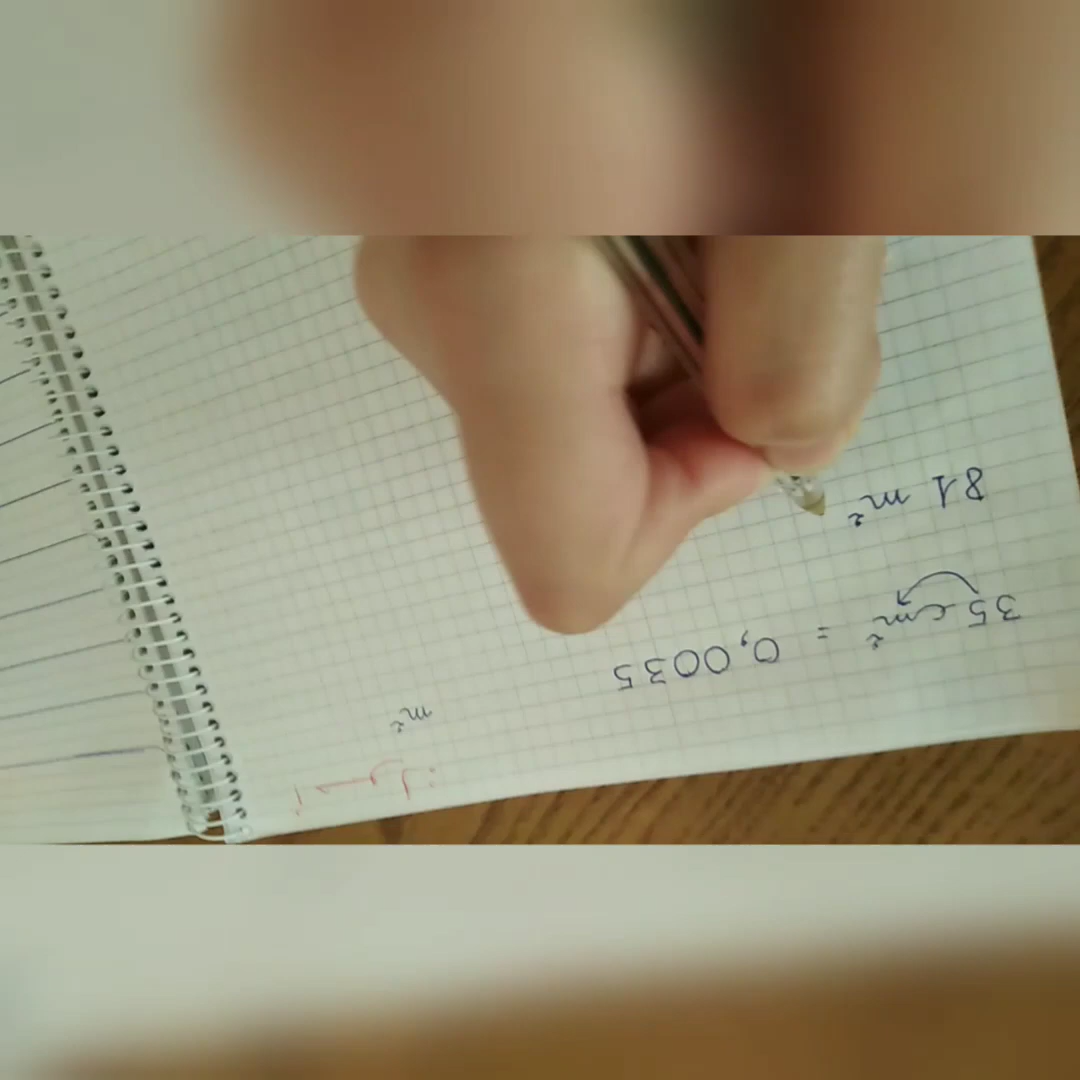 35 cm² = 0,0035 m²
81 m²